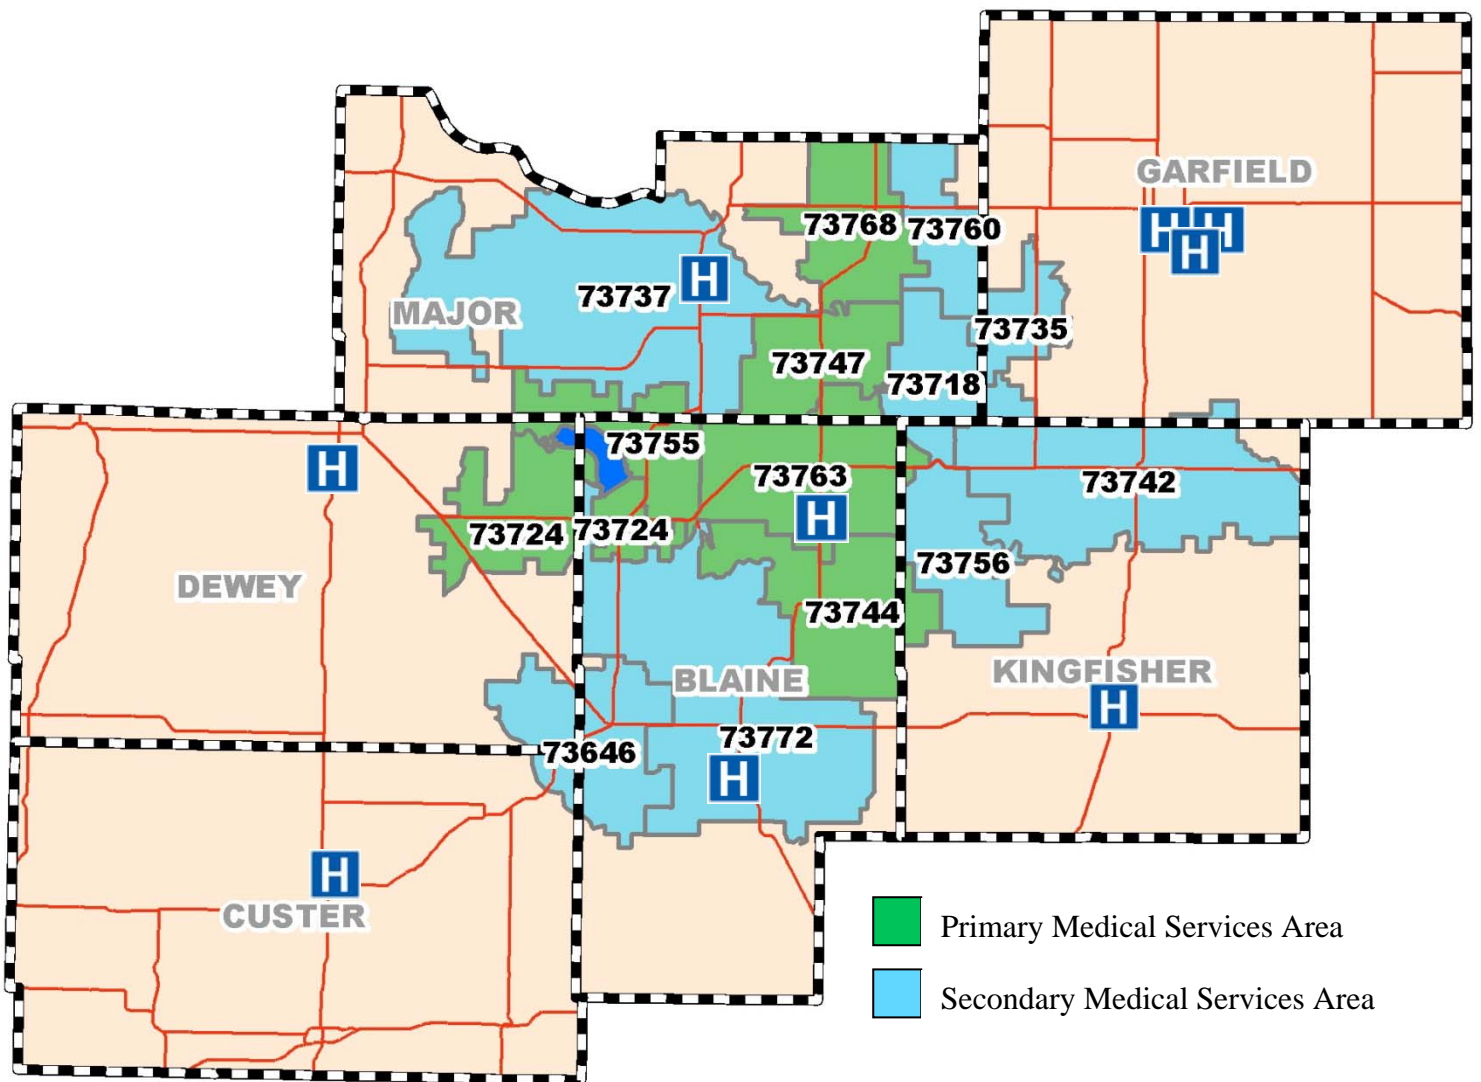 GARFIELD
H H
H
73768 73760
H
73737
MAJOR
73735
73747
73718
73755
H
73763
73742
H
73724 73724
73756
DEWEY
73744
BLAINE
KINGFISHER
H
73772
73646
H
H
CUSTER
Primary Medical Services Area
Secondary Medical Services Area